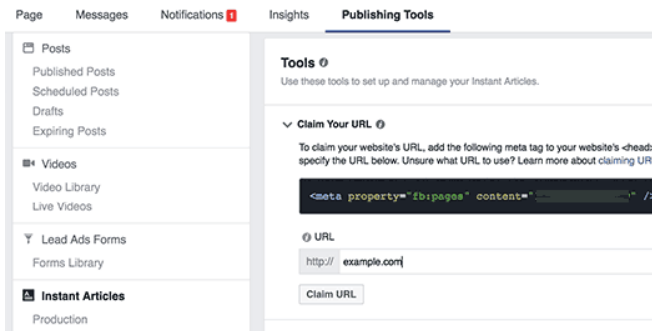 Page Messages Notifications 1 Insights Publishing Tools
Posts
Published Posts
Scheduled Posts
Drafts
Expiring Posts
Videos
Video Library
Live Videos
Lead Ads Forms
Forms Library
Instant Articles
Production
Tools
Use these tools to set up and manage your Instant Articles.
Claim Your URL
To claim your website's URL, add the following meta tag to your website's <head>
specify the URL below. Unsure what URL to use? Learn more about claiming UR
<meta property="fb:pages" content=" " />
URL
http:// example.com
Claim URL